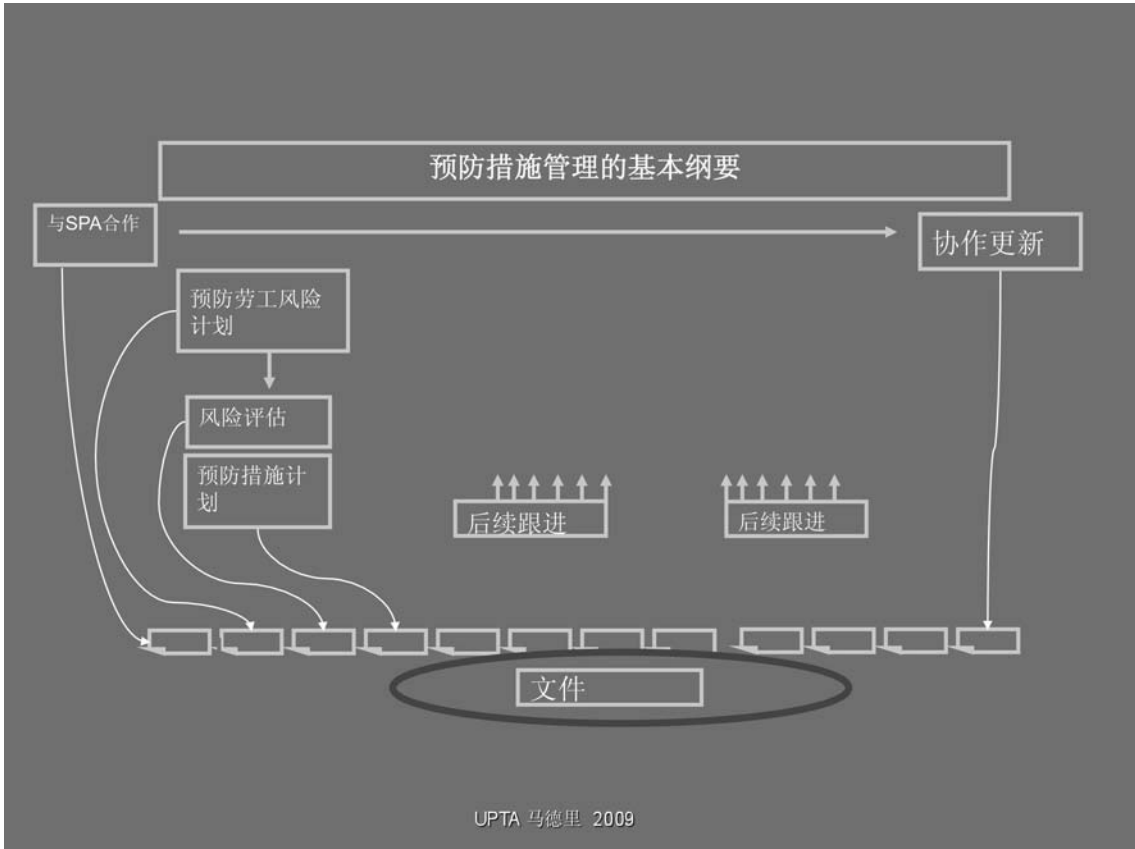 预防措施管理的基本纲要
与SPA合作
协作更新
预防劳工风险
计划
风险评估
预防措施计
划
后续跟进
后续跟进
文件
UPTA 马德里 2009